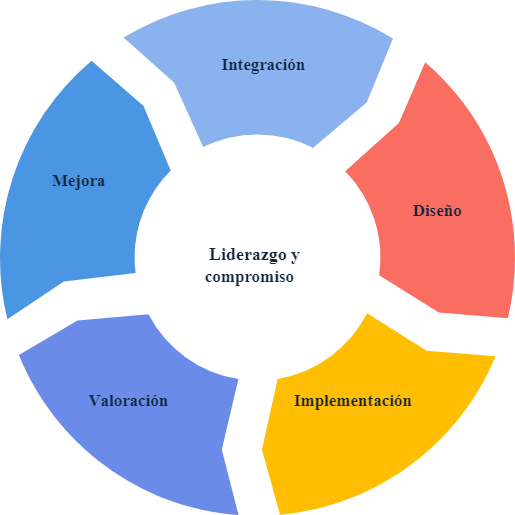 Integración
Diseño
Implementación
Valoración
Mejora
Liderazgo y
compromiso